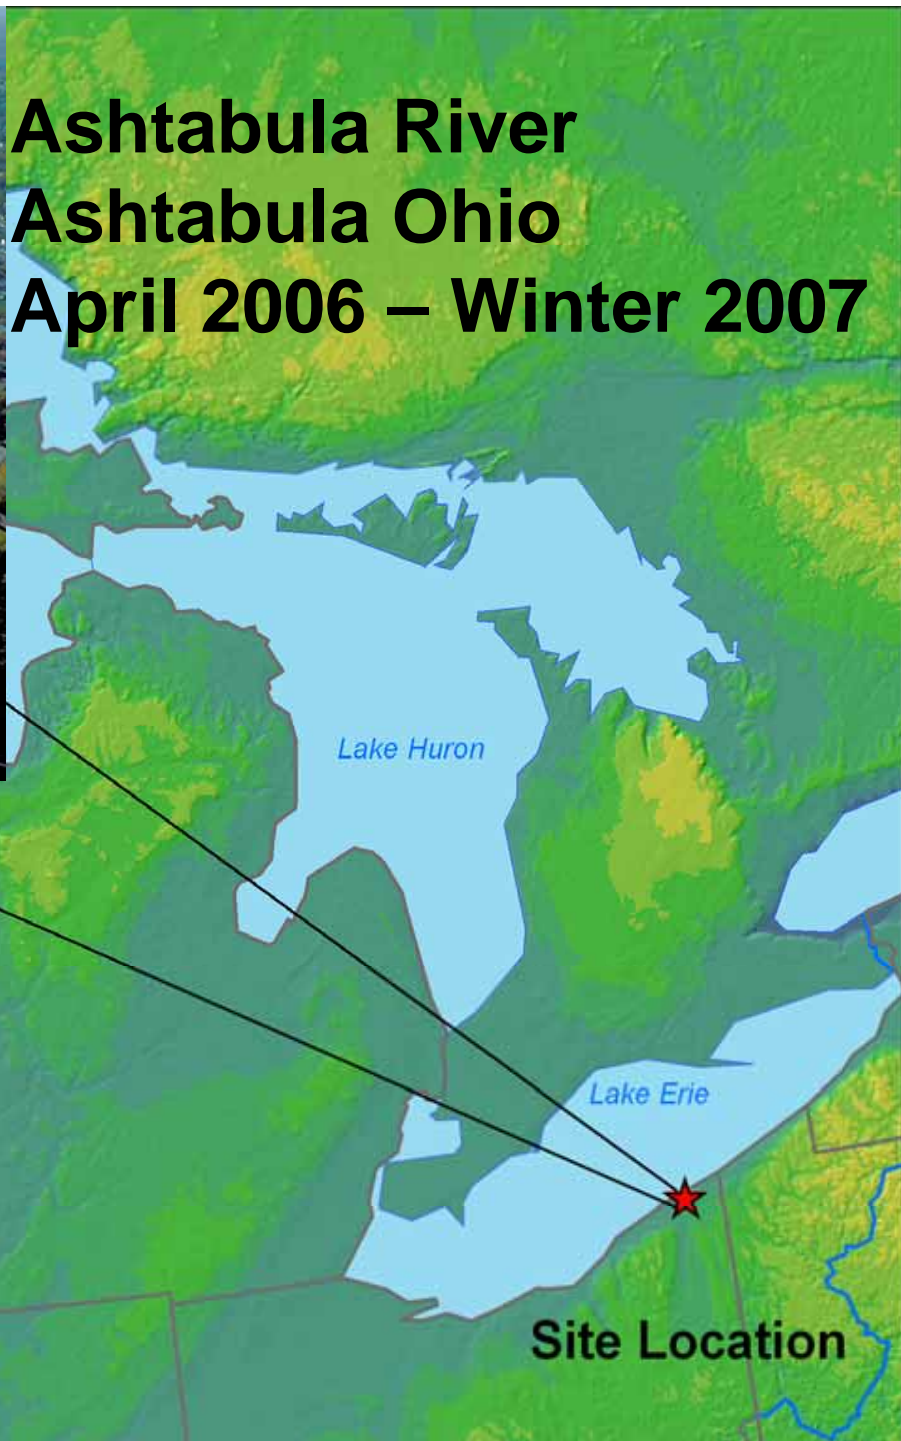 Ashtabula River
Ashtabula Ohio
April 2006 – Winter 2007
Lake Huron
Lake Erie
Site Location